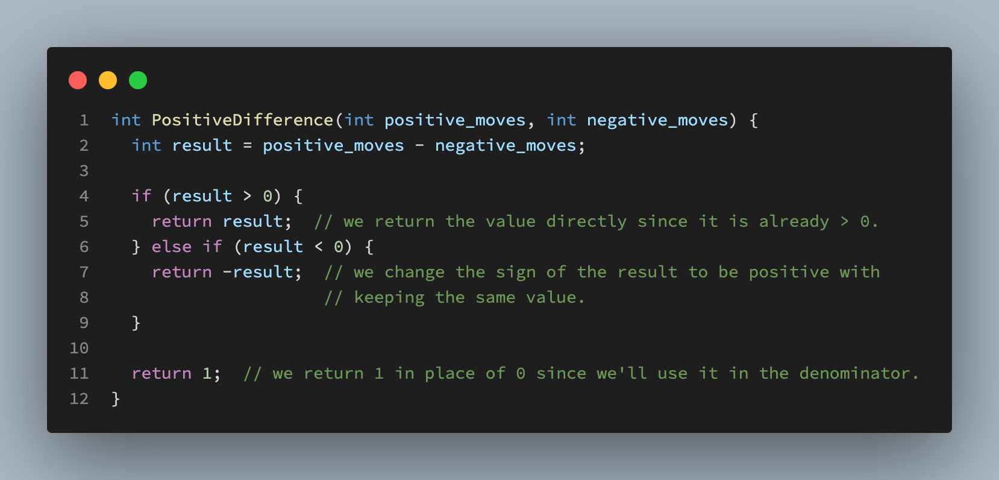 1 int PositiveDifference(int positive_moves, int negative_moves) {
2   int result = positive_moves - negative_moves;
3
4   if (result > 0) {
5     return result;  // we return the value directly since it is already > 0.
6   } else if (result < 0) {
7     return -result;  // we change the sign of the result to be positive with
8                      // keeping the same value.
9   }
10
11   return 1;  // we return 1 in place of 0 since we'll use it in the denominator.
12 }